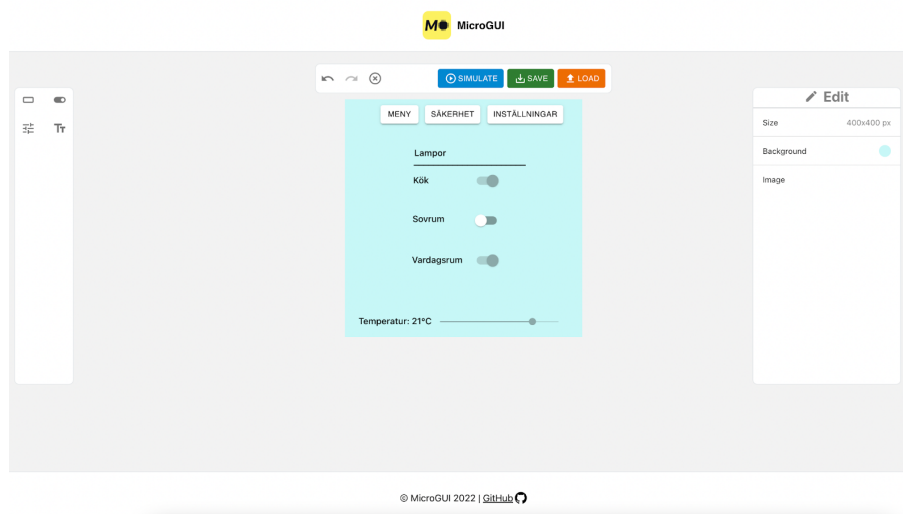 MicroGUI
SIMULATE SAVE LOAD
Edit
Size 400x400 px
Background
Image
Tт
MENY SÄKERHET INSTÄLLNINGAR
Lampor
Kök
Sovrum
Vardagsrum
Temperatur: 21°C
© MicroGUI 2022 | GitHub